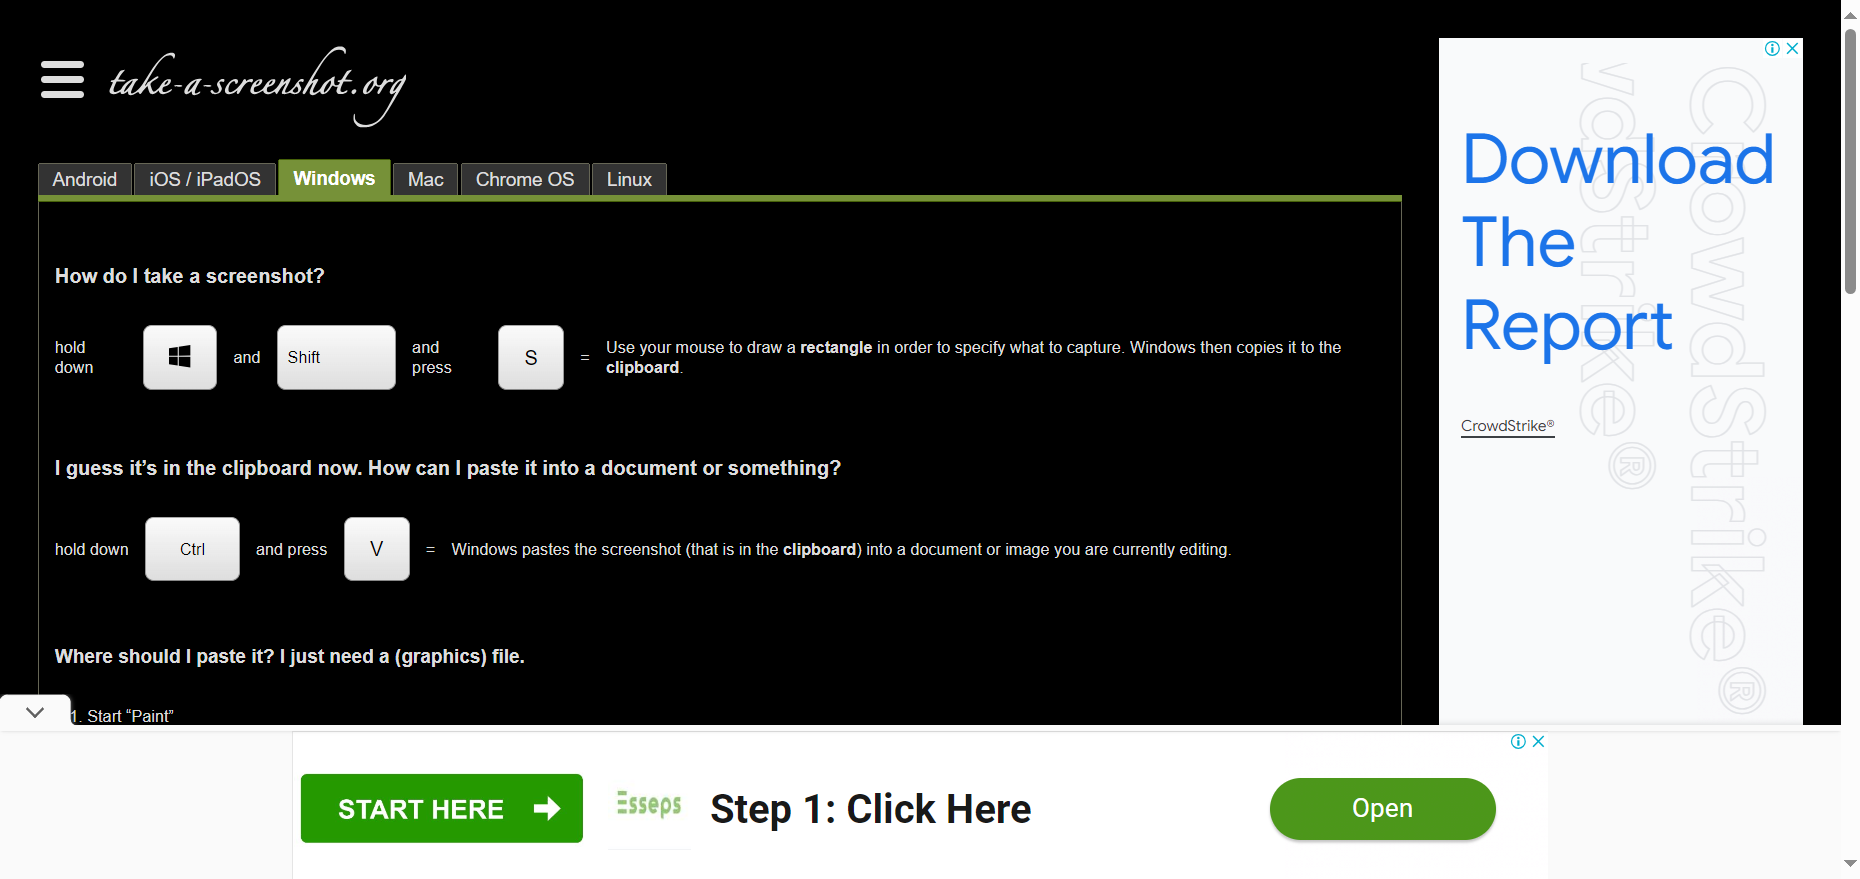 take-a-screenshot.org
Android
iOS / iPadOS
Windows
Mac
Chrome OS
Linux
How do I take a screenshot?
hold down
and
Shift
and press
S
=
Use your mouse to draw a rectangle in order to specify what to capture. Windows then copies it to the
clipboard.
I guess it’s in the clipboard now. How can I paste it into a document or something?
hold down
Ctrl
and press
V
=
Windows pastes the screenshot (that is in the clipboard) into a document or image you are currently editing.
Where should I paste it? I just need a (graphics) file.
1. Start “Paint”
Download
The
Report
CrowdStrike®
CrowdStrike®
wdStrike®
START HERE
Esseps
Step 1: Click Here
Open